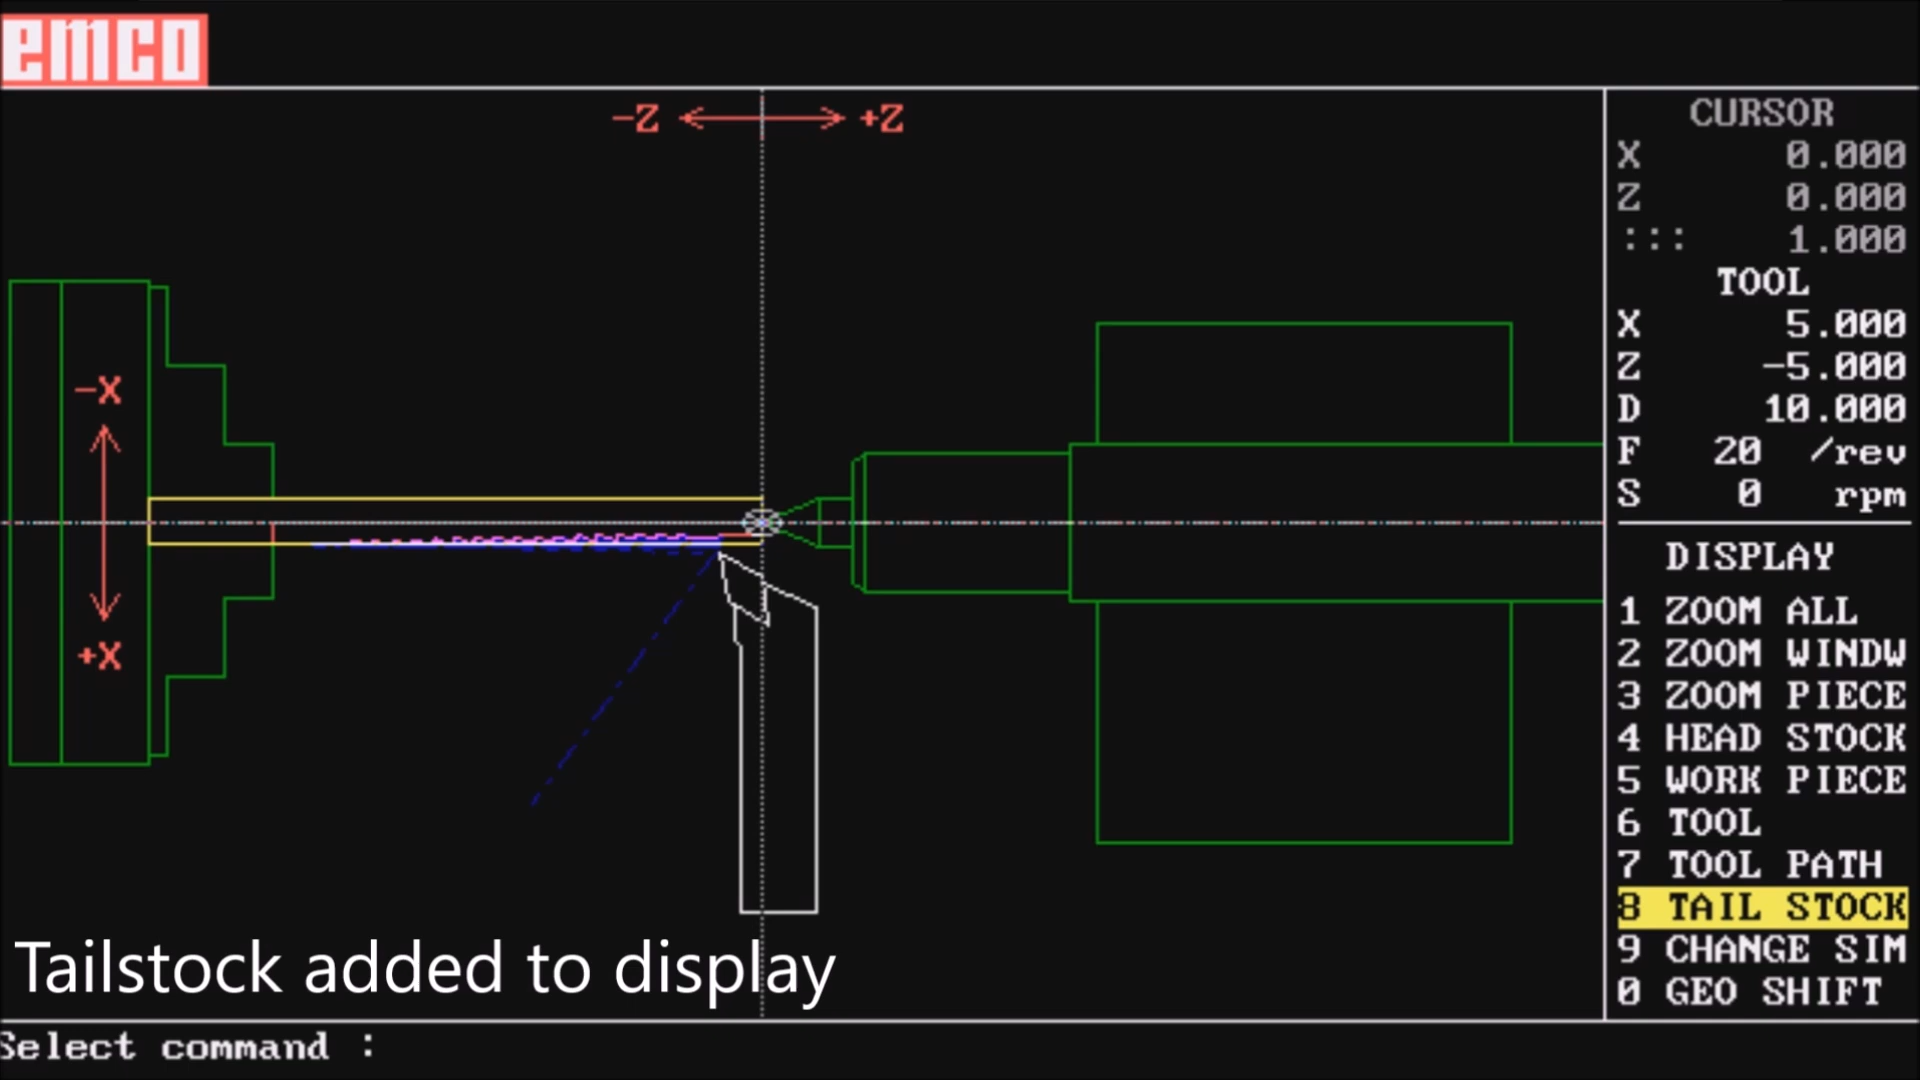 emco
-Z +Z
CURSOR
X 0.000
Z 0.000
::: 1.000
TOOL
X 5.000
Z -5.000
D 10.000
F 20 /rev
S 0 rpm
-X
+X
DISPLAY
1 ZOOM ALL
2 ZOOM WINDW
3 ZOOM PIECE
4 HEAD STOCK
5 WORK PIECE
6 TOOL
7 TOOL PATH
8 TAIL STOCK
9 CHANGE SIM
0 GEO SHIFT
Tailstock added to display
Select command :